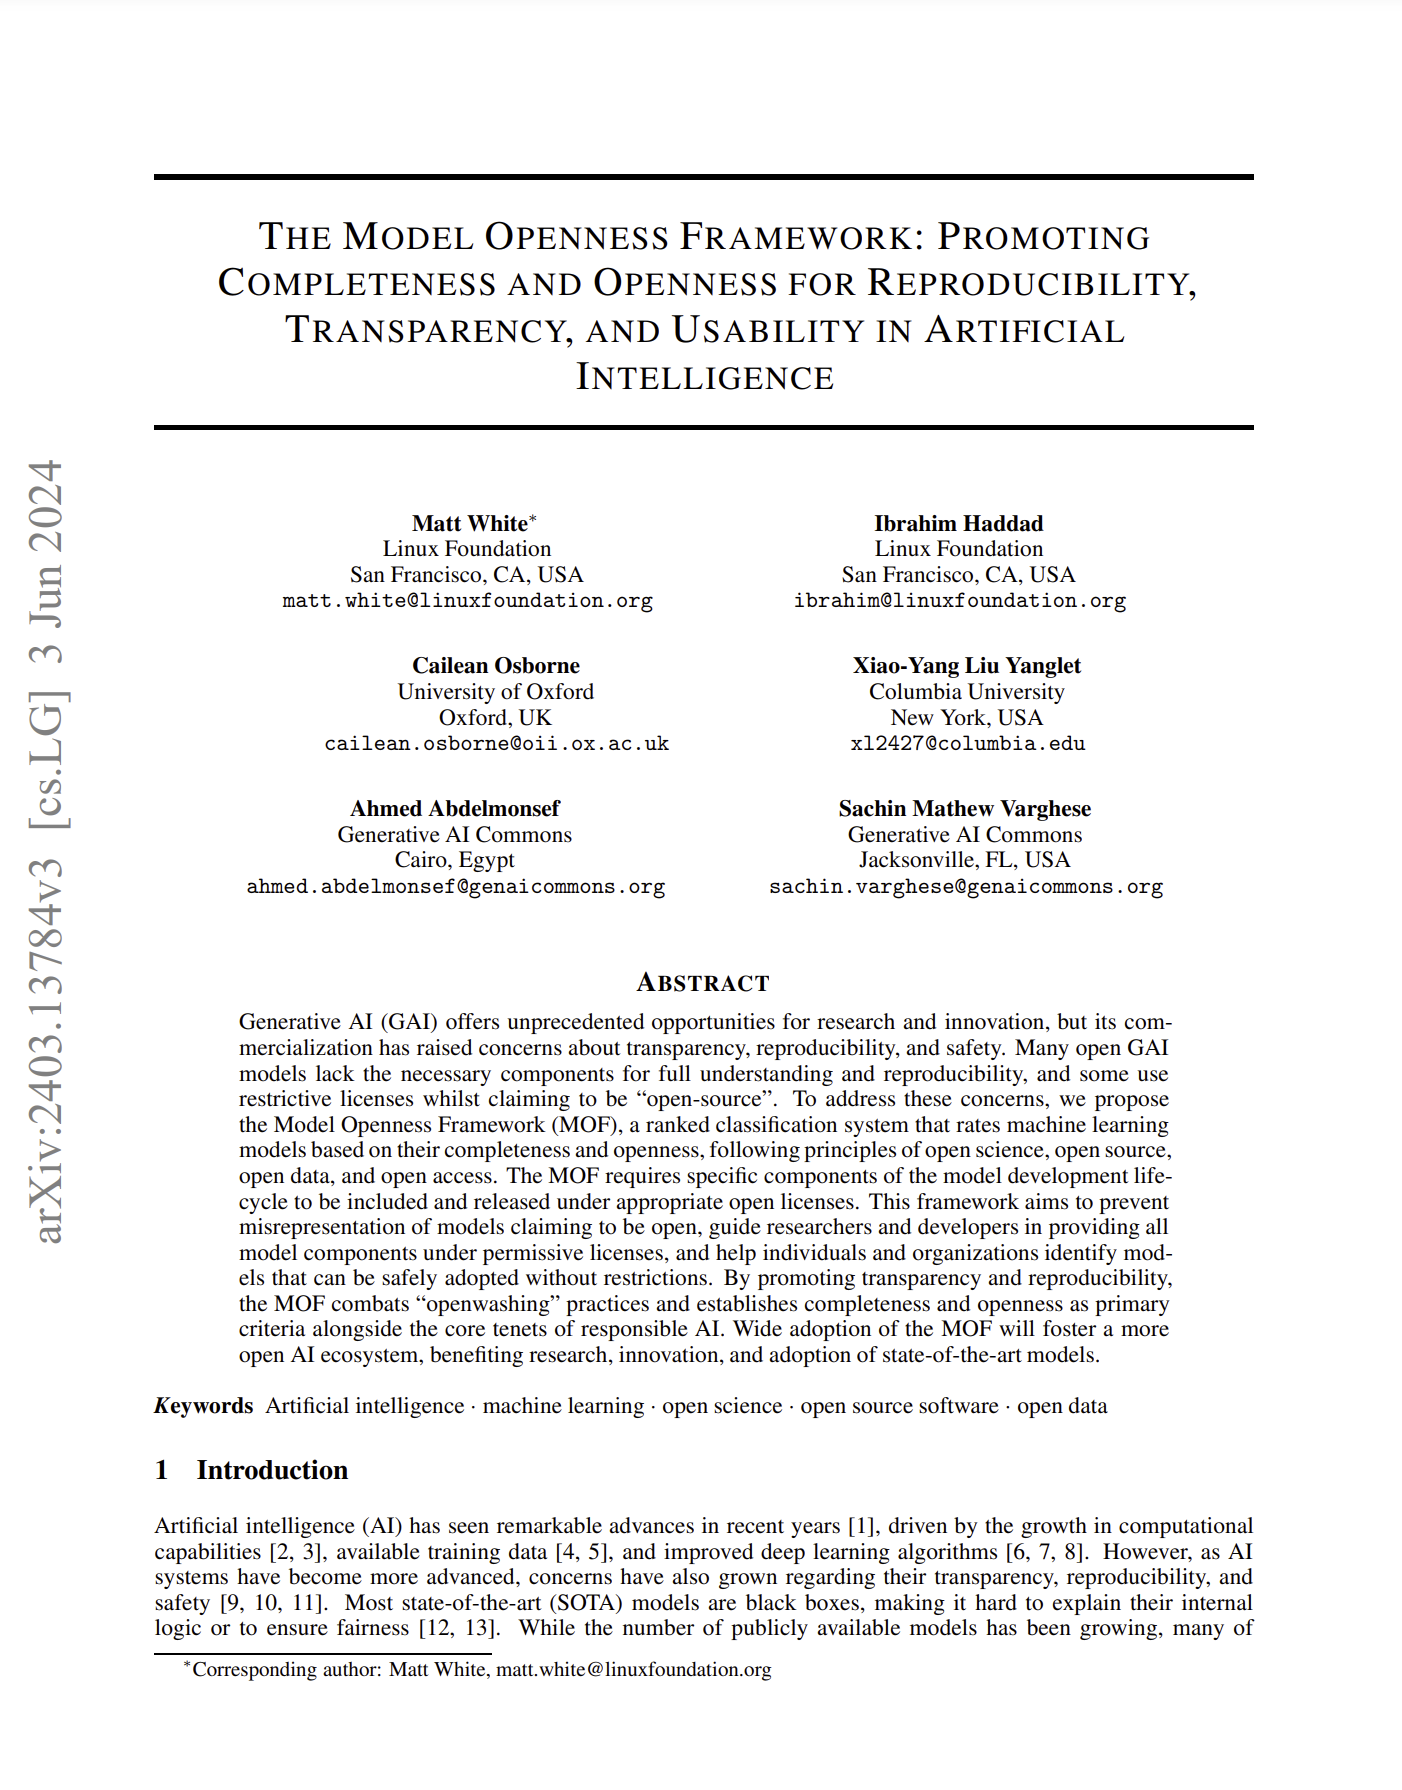 THE MODEL OPENNESS FRAMEWORK: PROMOTING
COMPLETENESS AND OPENNESS FOR REPRODUCIBILITY,
TRANSPARENCY, AND USABILITY IN ARTIFICIAL
INTELLIGENCE
arXiv:2403.13784v3 [cs.LG] 3 Jun 2024
Matt White*
Linux Foundation
San Francisco, CA, USA
matt.white@linuxfoundation.org
Ibrahim Haddad
Linux Foundation
San Francisco, CA, USA
ibrahim@linuxfoundation.org
Cailean Osborne
University of Oxford
Oxford, UK
cailean.osborne@oii.ox.ac.uk
Xiao-Yang Liu Yanglet
Columbia University
New York, USA
xl2427@columbia.edu
Ahmed Abdelmonsef
Generative AI Commons
Cairo, Egypt
ahmed.abdelmonsef@genaicommons.org
Sachin Mathew Varghese
Generative AI Commons
Jacksonville, FL, USA
sachin.varghese@genaicommons.org
ABSTRACT
Generative AI (GAI) offers unprecedented opportunities for research and innovation, but its com-
mercialization has raised concerns about transparency, reproducibility, and safety. Many open GAI
models lack the necessary components for full understanding and reproducibility, and some use
restrictive licenses whilst claiming to be “open-source”. To address these concerns, we propose
the Model Openness Framework (MOF), a ranked classification system that rates machine learning
models based on their completeness and openness, following principles of open science, open source,
open data, and open access. The MOF requires specific components of the model development life-
cycle to be included and released under appropriate open licenses. This framework aims to prevent
misrepresentation of models claiming to be open, guide researchers and developers in providing all
model components under permissive licenses, and help individuals and organizations identify mod-
els that can be safely adopted without restrictions. By promoting transparency and reproducibility,
the MOF combats “openwashing” practices and establishes completeness and openness as primary
criteria alongside the core tenets of responsible AI. Wide adoption of the MOF will foster a more
open AI ecosystem, benefiting research, innovation, and adoption of state-of-the-art models.
Keywords Artificial intelligence · machine learning · open science · open source software · open data
1 Introduction
Artificial intelligence (AI) has seen remarkable advances in recent years [1], driven by the growth in computational
capabilities [2, 3], available training data [4, 5], and improved deep learning algorithms [6, 7, 8]. However, as AI
systems have become more advanced, concerns have also grown regarding their transparency, reproducibility, and
safety [9, 10, 11]. Most state-of-the-art (SOTA) models are black boxes, making it hard to explain their internal
logic or to ensure fairness [12, 13]. While the number of publicly available models has been growing, many of
*Corresponding author: Matt White, matt.white@linuxfoundation.org